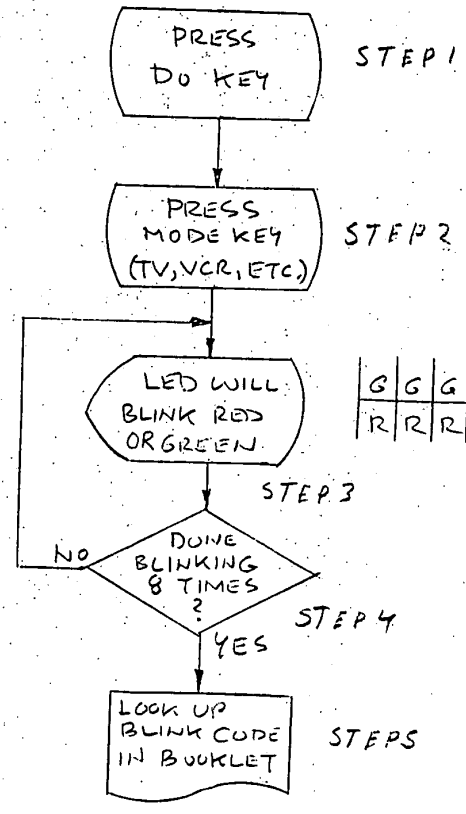 PRESS
DO KEY
STEP 1
PRESS
MODE KEY
(TV, VCR, ETC.)
STEP 2
LED WILL
BLINK RED
OR GREEN
G G G
R R R
STEP 3
DONE
BLINKING
8 TIMES
?
NO
STEP 4
YES
LOOK UP
BLINK CODE
IN BOOKLET
STEP 5